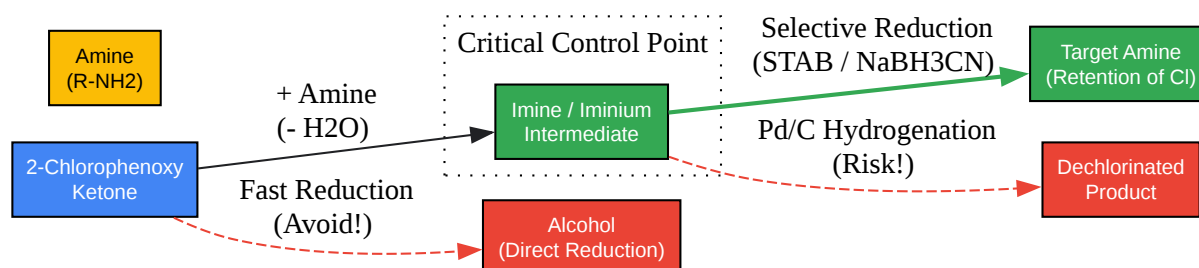 Amine
(R-NH2)
2-Chlorophenoxy
Ketone
+ Amine
(- H2O)
Fast Reduction
(Avoid!)
Critical Control Point
Imine / Iminium
Intermediate
Alcohol
(Direct Reduction)
Selective Reduction
(STAB / NaBH3CN)
Pd/C Hydrogenation
(Risk!)
Target Amine
(Retention of Cl)
Dechlorinated
Product